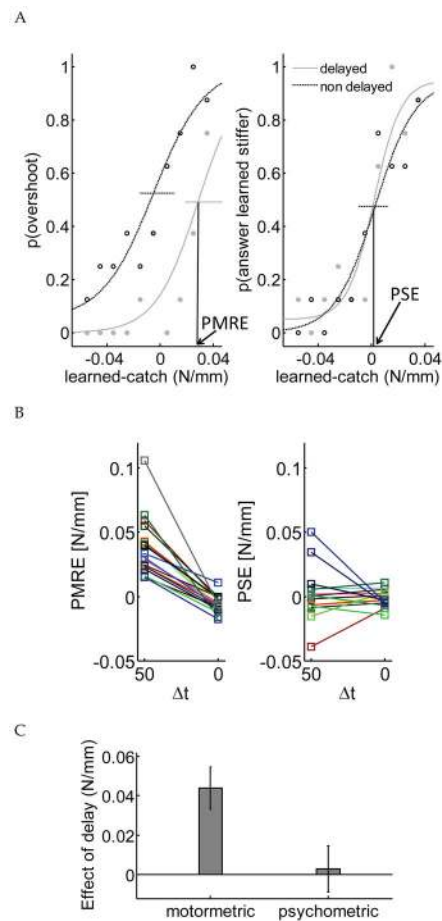 A
1
0.8
0.6
0.4
0.2
0
p(overshoot)
-0.04 0 0.04
learned-catch (N/mm)
PMRE
1
0.8
0.6
0.4
0.2
0
p(answer learned stiffer)
delayed
non delayed
-0.04 0 0.04
learned-catch (N/mm)
PSE
B
0.1
0.05
0
-0.05
PMRE [N/mm]
50 0
Δt
0.1
0.05
0
-0.05
PSE [N/mm]
50 0
Δt
C
0.06
0.04
0.02
0
Effect of delay (N/mm)
motormetric psychometric